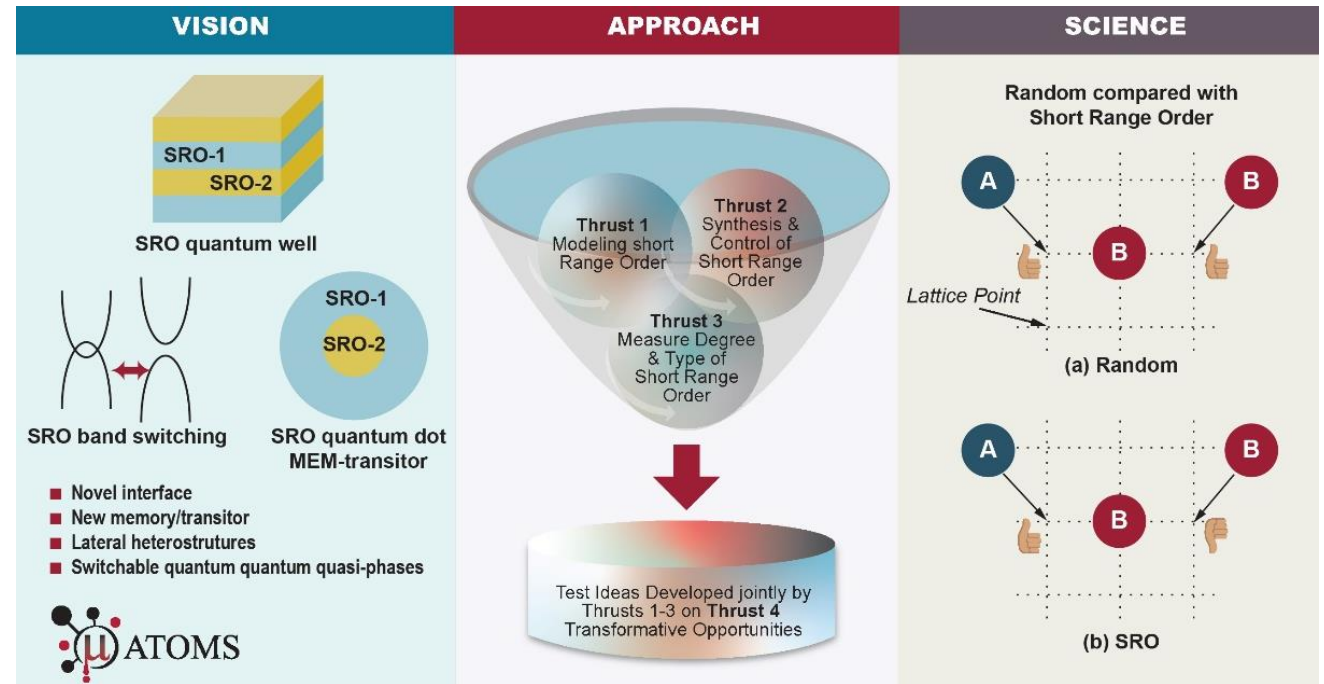 VISION
SRO-1
SRO-2
SRO quantum well
SRO-1
SRO-2
SRO band switching
SRO quantum dot
MEM-transitor
Novel interface
New memory/transitor
Lateral heterostrutures
Switchable quantum quantum quasi-phases
μ ATOMS
APPROACH
Thrust 1
Modeling short
Range Order
Thrust 2
Synthesis &
Control of
Short Range
Order
Thrust 3
Measure Degree
& Type of
Short Range
Order
Test Ideas Developed jointly by
Thrusts 1-3 on Thrust 4
Transformative Opportunities
SCIENCE
Random compared with
Short Range Order
A
B
B
Lattice Point
(a) Random
A
B
B
(b) SRO